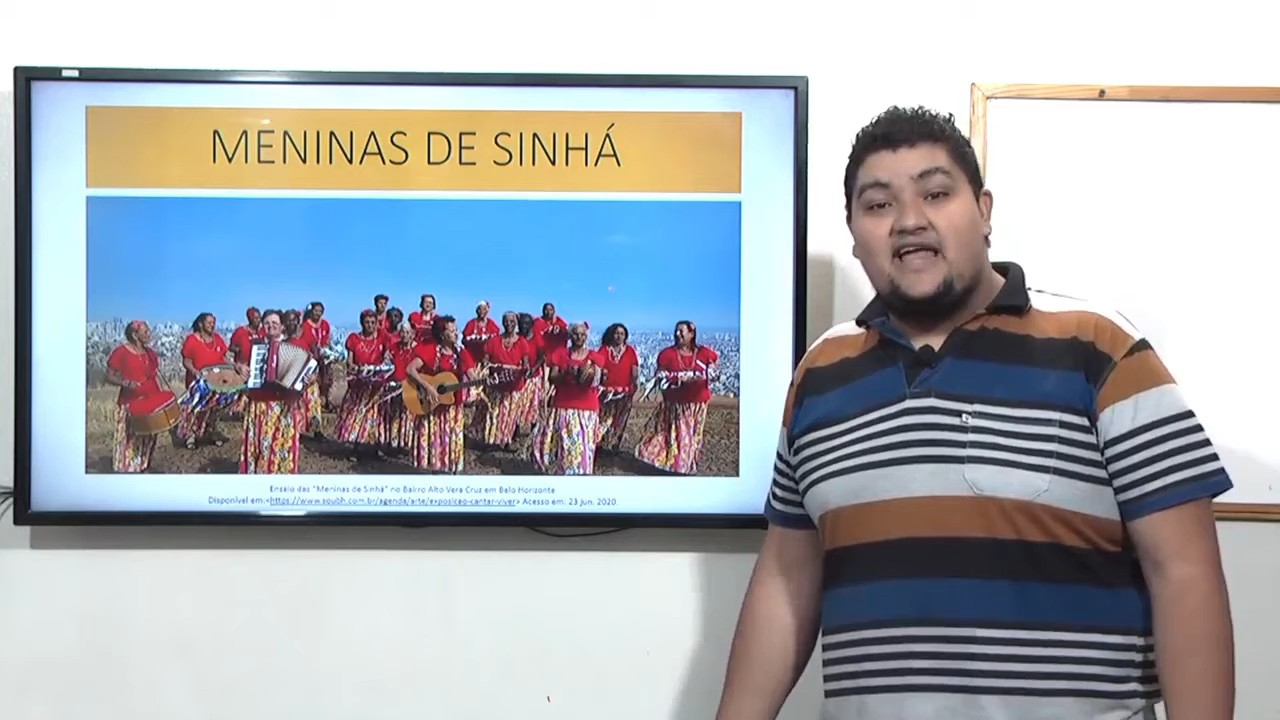 MENINAS DE SINHÁ
Ensaio das "Meninas de Sinhá" no Bairro Alto Vera Cruz em Belo Horizonte
Disponível em:<https://www.soubh.com.br/agenda/arte/exposicao-cantar-viver> Acesso em: 23 jun. 2020.